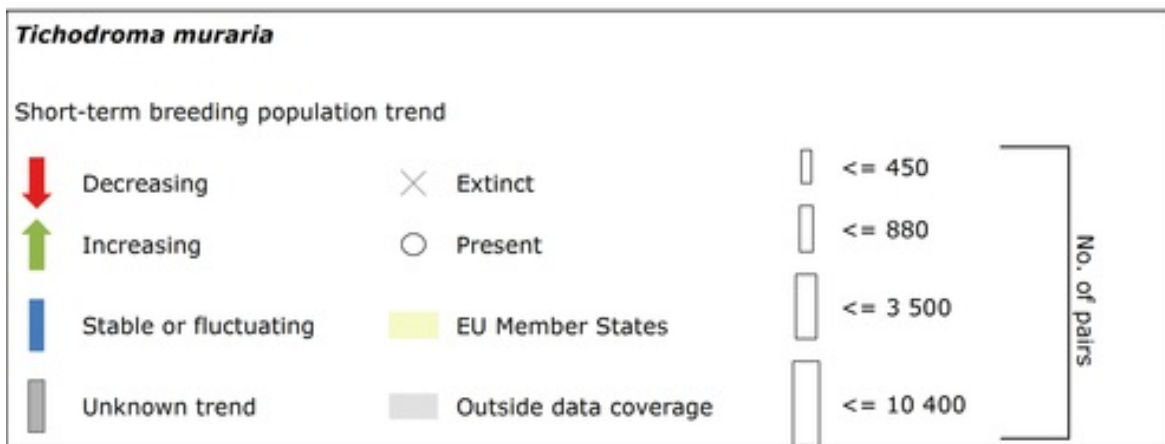 Tichodroma muraria
Short-term breeding population trend
Decreasing
Increasing
Stable or fluctuating
Unknown trend
Extinct
Present
EU Member States
Outside data coverage
<= 450
<= 880
<= 3 500
<= 10 400
No. of pairs